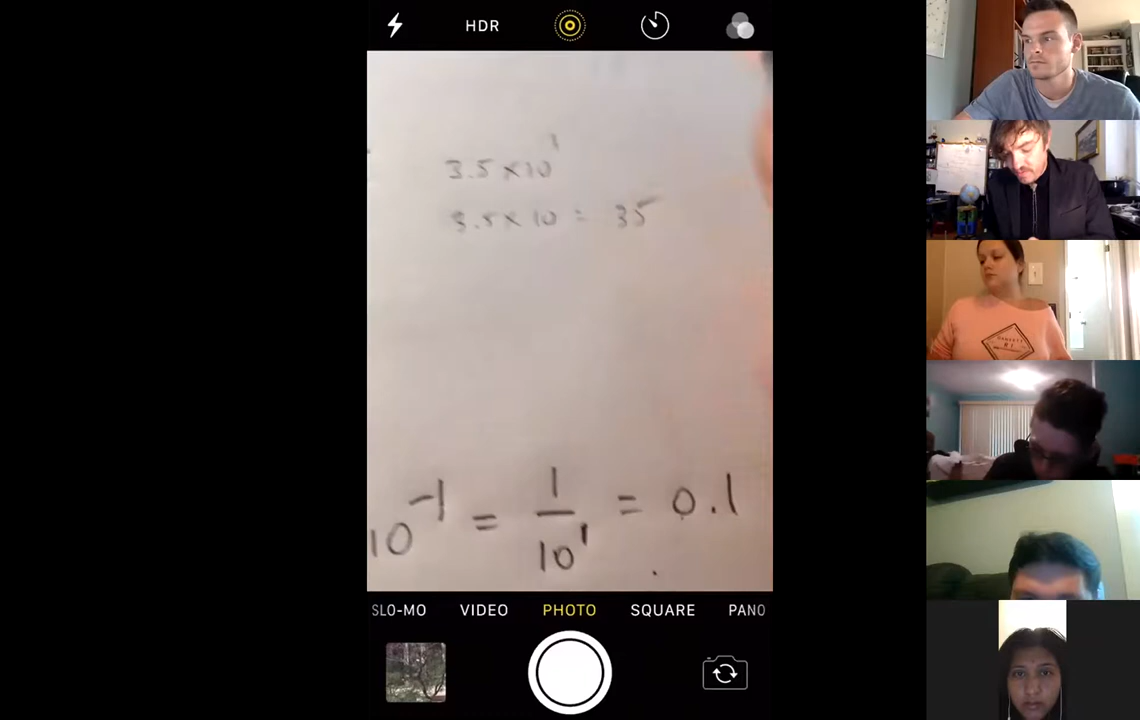 HDR
3.5 × 10¹
3.5 × 10 = 35
10⁻¹ = 1/10¹ = 0.1
SLO-MO VIDEO PHOTO SQUARE PANO